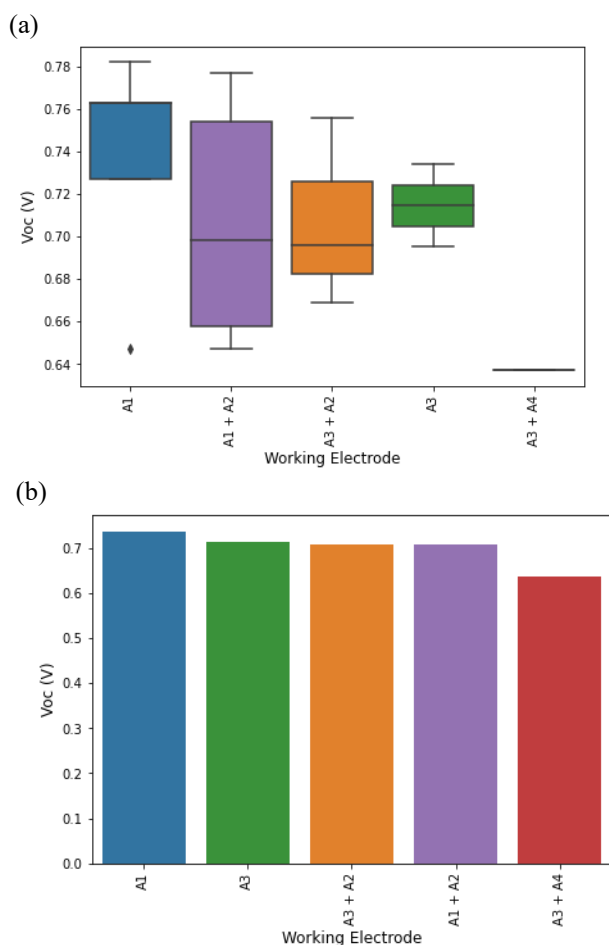 (a)
Voc (V)
0.78
0.76
0.74
0.72
0.70
0.68
0.66
0.64
A1
A1 + A2
A3 + A2
A3
A3 + A4
Working Electrode
(b)
Voc (V)
0.7
0.6
0.5
0.4
0.3
0.2
0.1
0.0
A1
A3
A3 + A2
A1 + A2
A3 + A4
Working Electrode